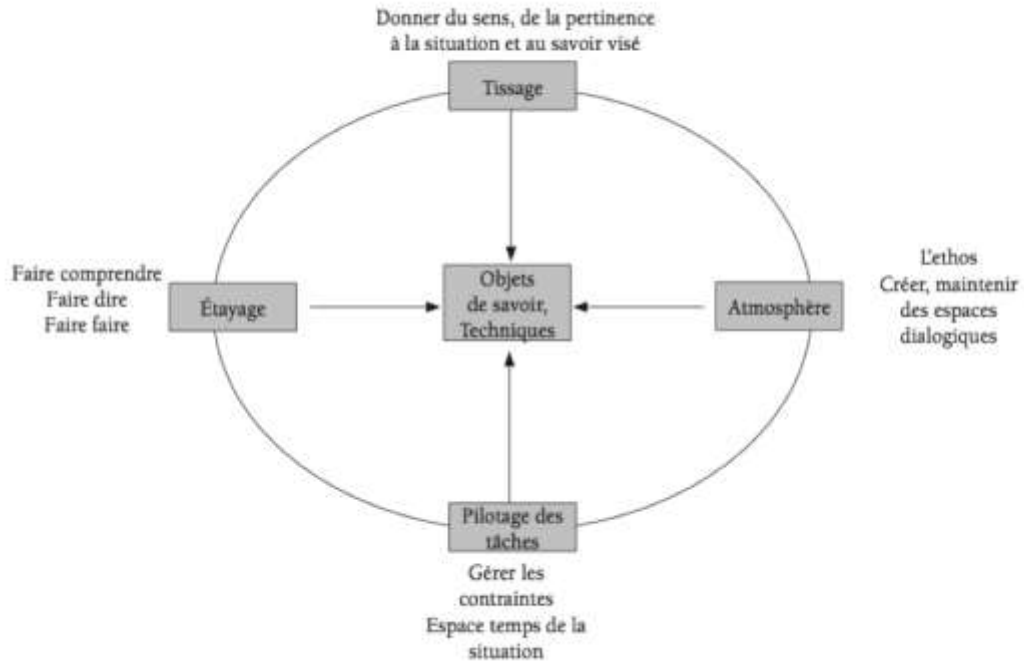 Donner du sens, de la pertinence
à la situation et au savoir visé
Tissage
Faire comprendre
Faire dire
Faire faire
Étayage
Objets
de savoir,
Techniques
Atmosphère
L'ethos
Créer, maintenir
des espaces
dialogiques
Pilotage des
tâches
Gérer les
contraintes
Espace temps de la
situation